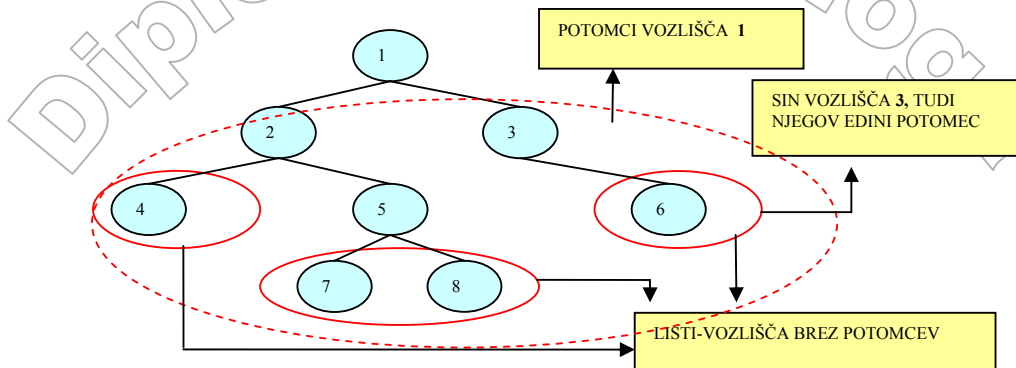 POTOMCI VOZLIŠČA 1
1
SIN VOZLIŠČA 3, TUDI
NJEGOV EDINI POTOMEC
2
3
4
5
6
7
8
LISTI-VOZLIŠČA BREZ POTOMCEV